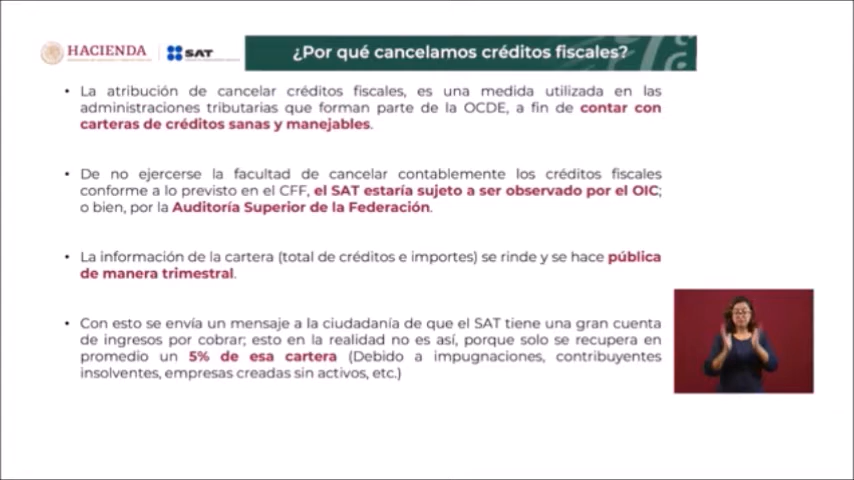 HACIENDA
SAT
¿Por qué cancelamos créditos fiscales?
• La atribución de cancelar créditos fiscales, es una medida utilizada en las
administraciones tributarias que forman parte de la OCDE, a fin de contar con
carteras de créditos sanas y manejables.
• De no ejercerse la facultad de cancelar contablemente los créditos fiscales
conforme a lo previsto en el CFF, el SAT estaría sujeto a ser observado por el OIC;
o bien, por la Auditoría Superior de la Federación.
• La información de la cartera (total de créditos e importes) se rinde y se hace pública
de manera trimestral.
• Con esto se envía un mensaje a la ciudadanía de que el SAT tiene una gran cuenta
de ingresos por cobrar; esto en la realidad no es así, porque solo se recupera en
promedio un 5% de esa cartera (Debido a impugnaciones, contribuyentes
insolventes, empresas creadas sin activos, etc.)